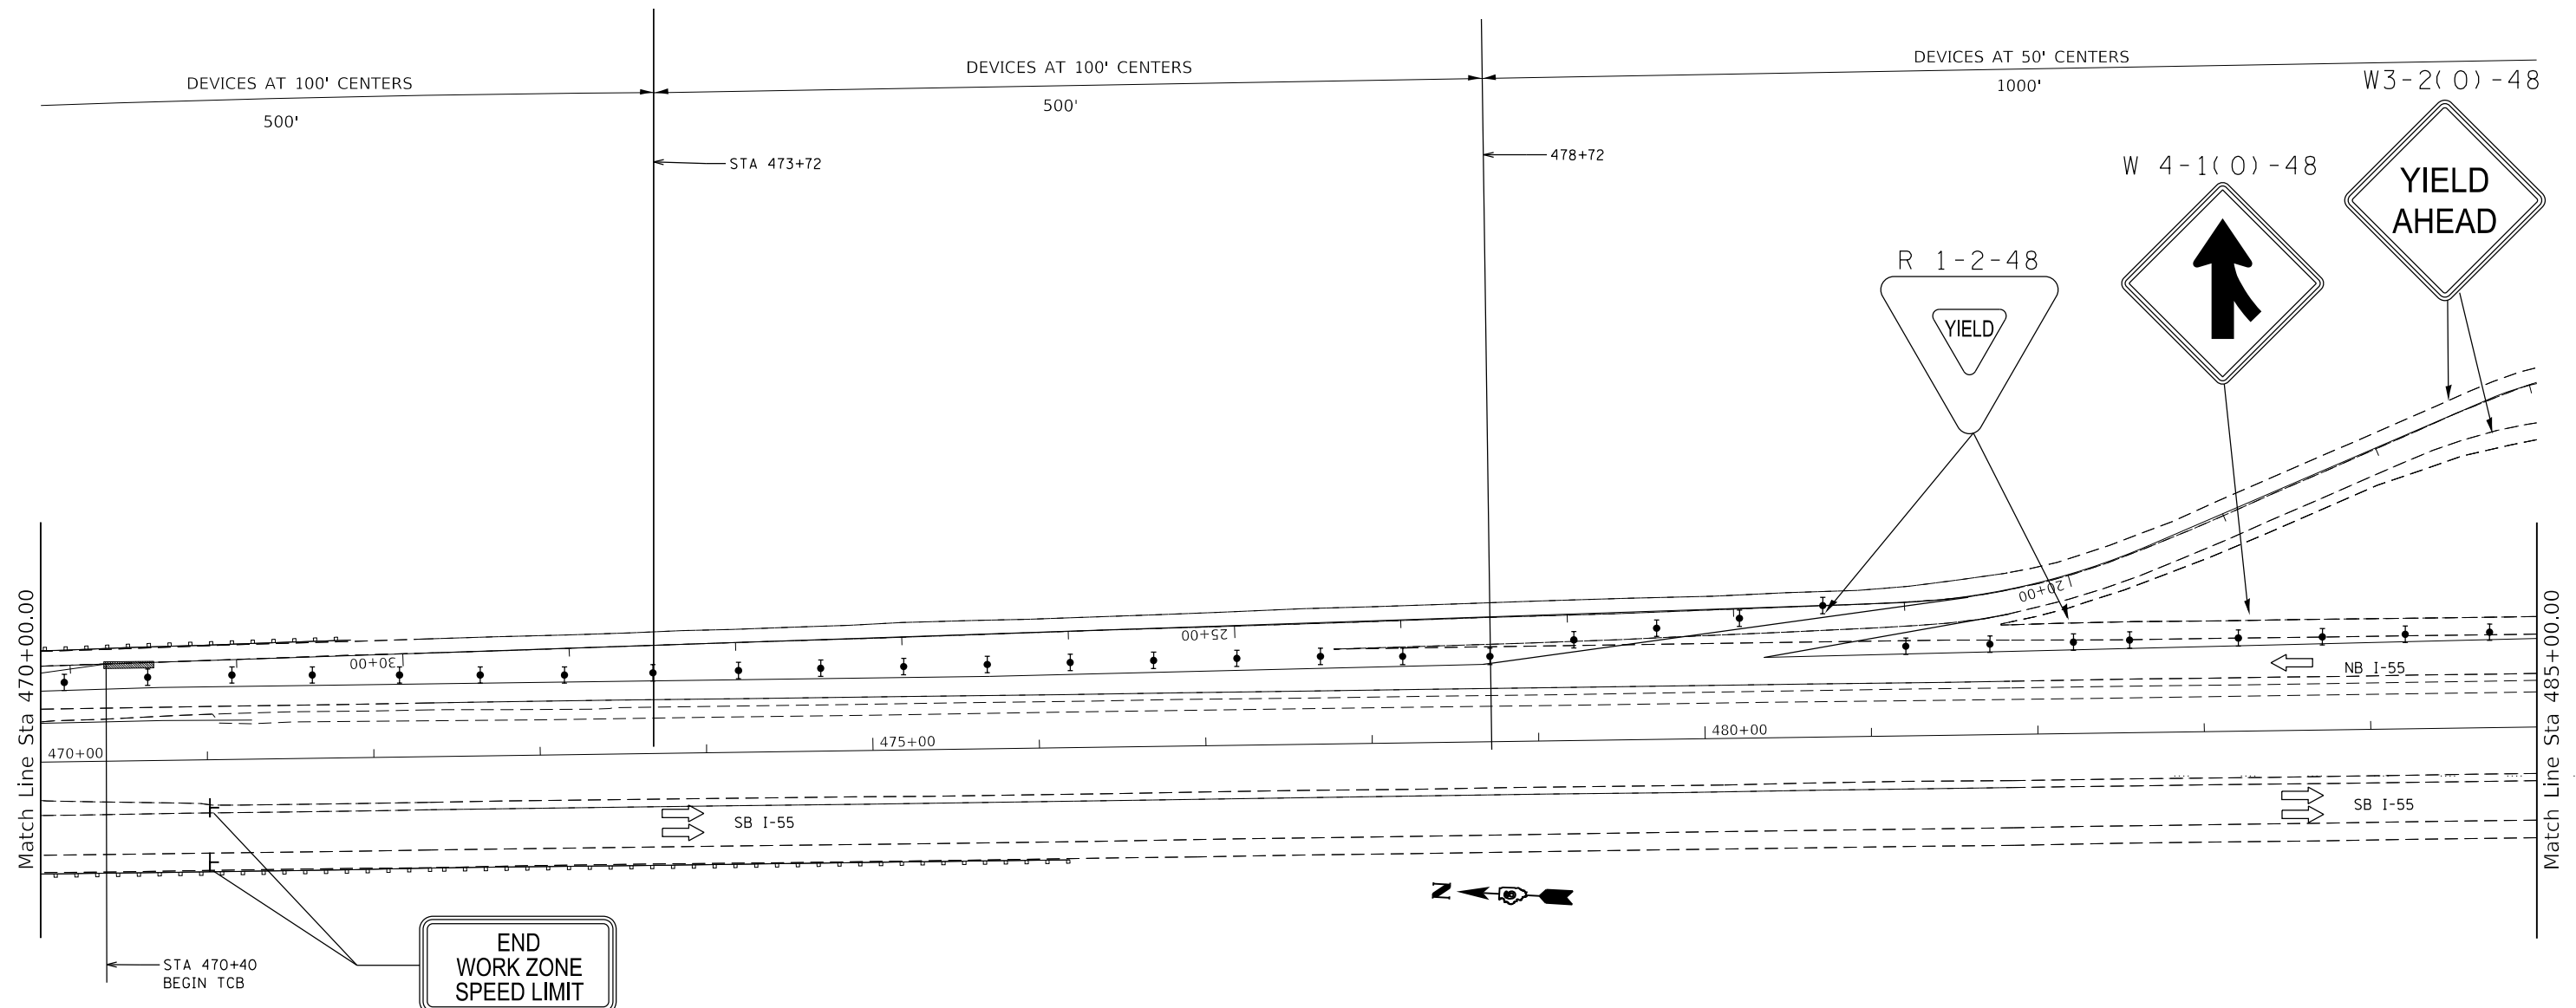 DEVICES AT 100' CENTERS
500'
DEVICES AT 100' CENTERS
500'
DEVICES AT 50' CENTERS
1000'
W3-2(O)-48
STA 473+72
478+72
W 4-1(O)-48
YIELD
AHEAD
R 1-2-48
YIELD
Match Line Sta 470+00.00
Match Line Sta 485+00.00
30+00
25+00
20+00
NB I-55
470+00
475+00
480+00
SB I-55
SB I-55
N
STA 470+40
BEGIN TCB
END
WORK ZONE
SPEED LIMIT